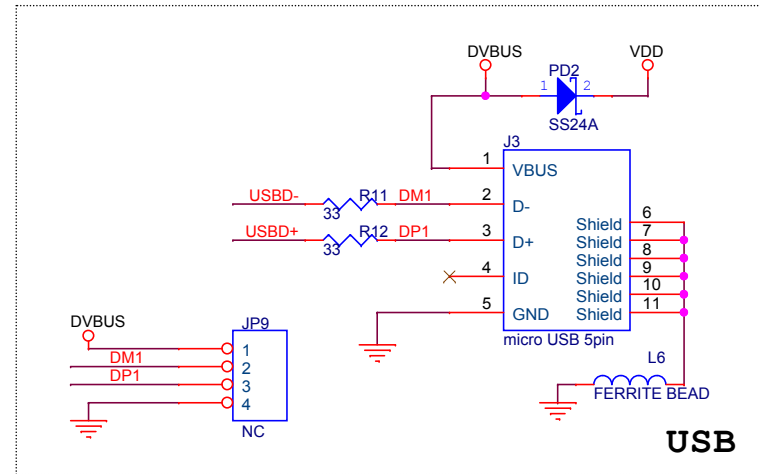 DVBUS
VDD
PD2
1 2
SS24A
J3
1 VBUS
USBD- R11 DM1 2 D-
33
USBD+ R12 DP1 3 D+
33
4 ID
5 GND
6 Shield
7 Shield
8 Shield
9 Shield
10 Shield
11 Shield
micro USB 5pin
DVBUS
JP9
1
DM1 2
DP1 3
4
NC
L6
FERRITE BEAD
USB